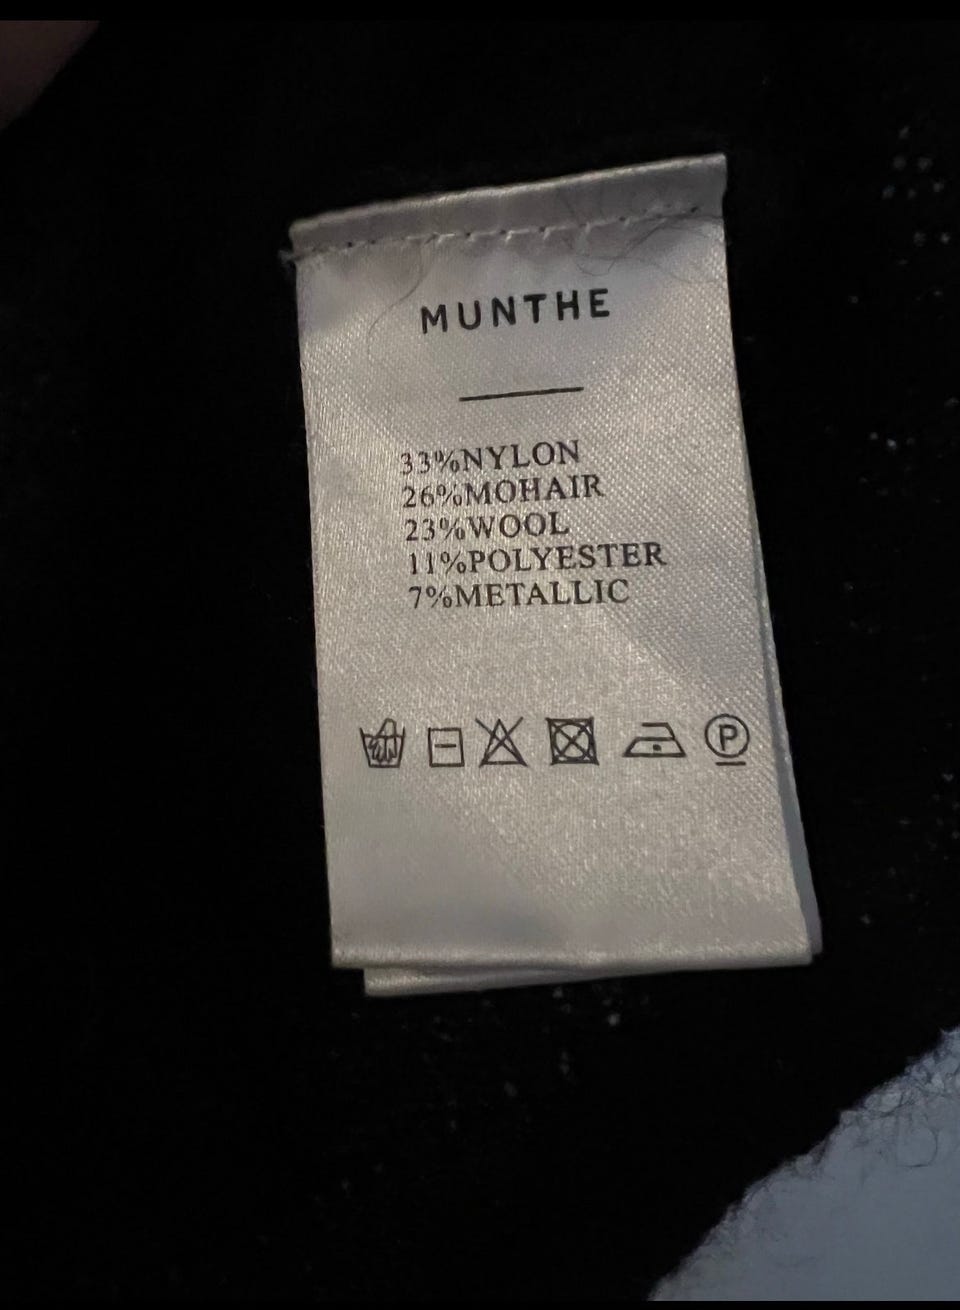 MUNTHE
33%NYLON
26%MOHAIR
23%WOOL
11%POLYESTER
7%METALLIC
P